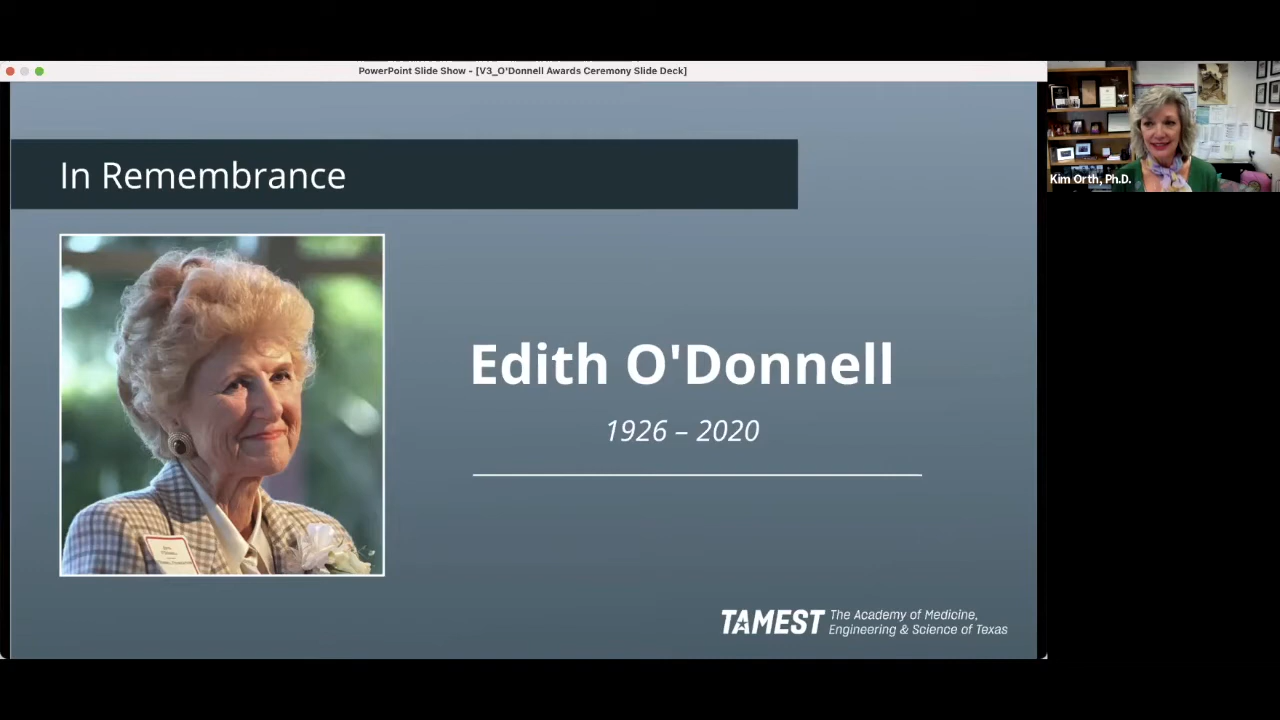 PowerPoint Slide Show - [V3_O'Donnell Awards Ceremony Slide Deck]
In Remembrance
Kim Orth, Ph.D.
Edith O'Donnell
1926 – 2020
TAMEST The Academy of Medicine,
Engineering & Science of Texas